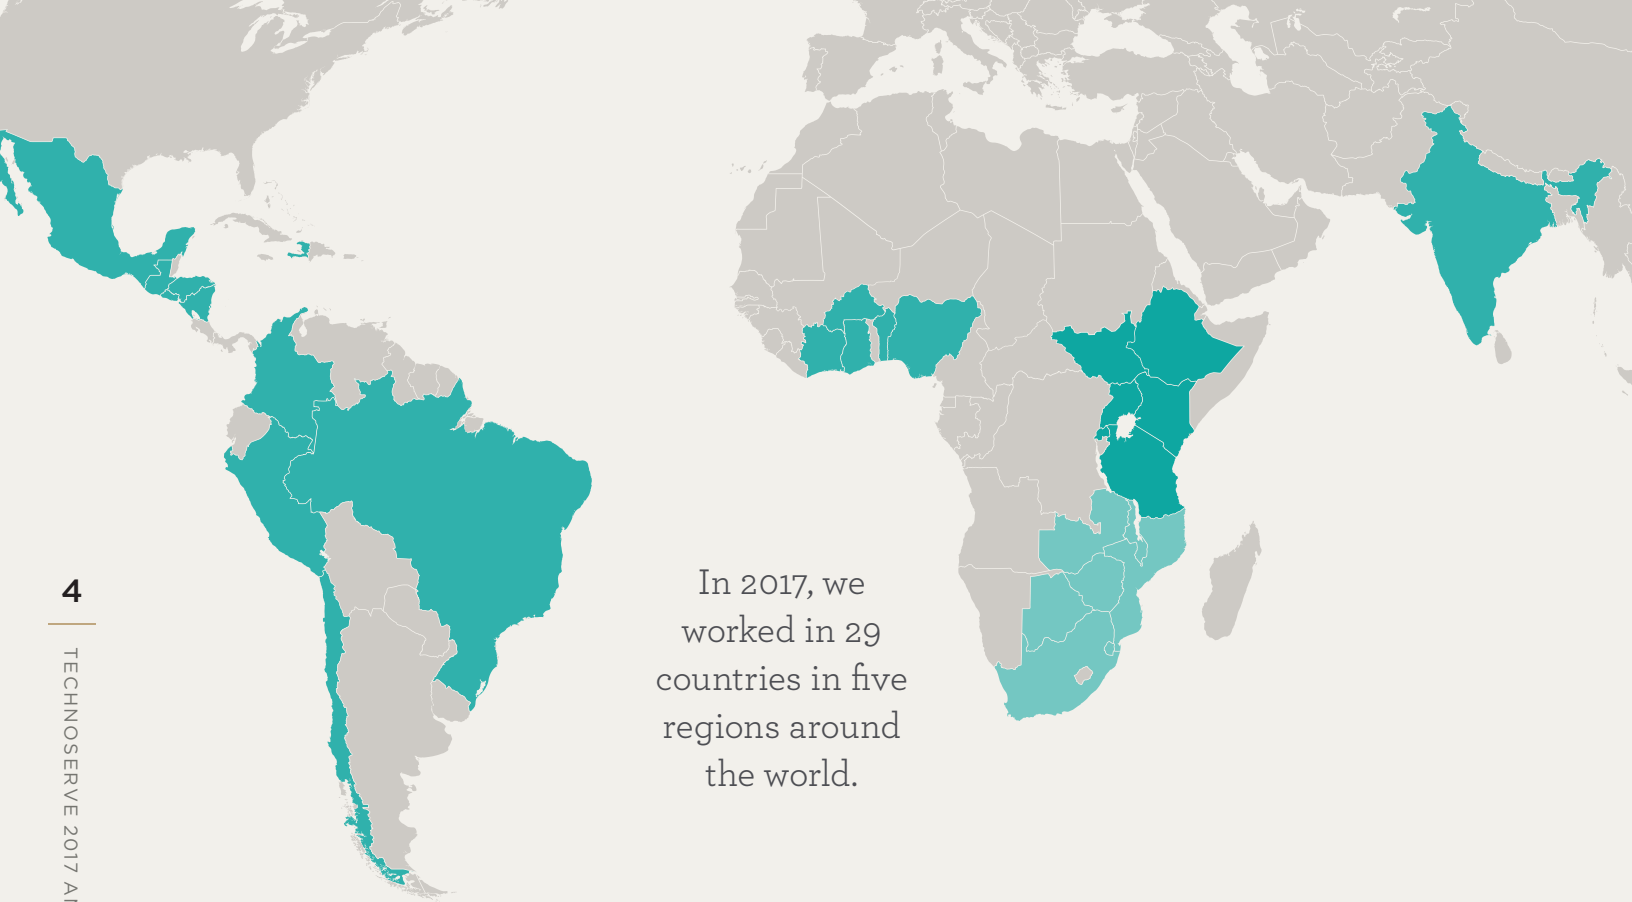 In 2017, we
worked in 29
countries in five
regions around
the world.
4
TECHNOSERVE 2017